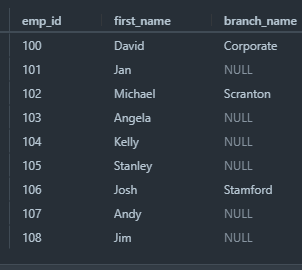 emp_id first_name branch_name
100 David Corporate
101 Jan NULL
102 Michael Scranton
103 Angela NULL
104 Kelly NULL
105 Stanley NULL
106 Josh Stamford
107 Andy NULL
108 Jim NULL